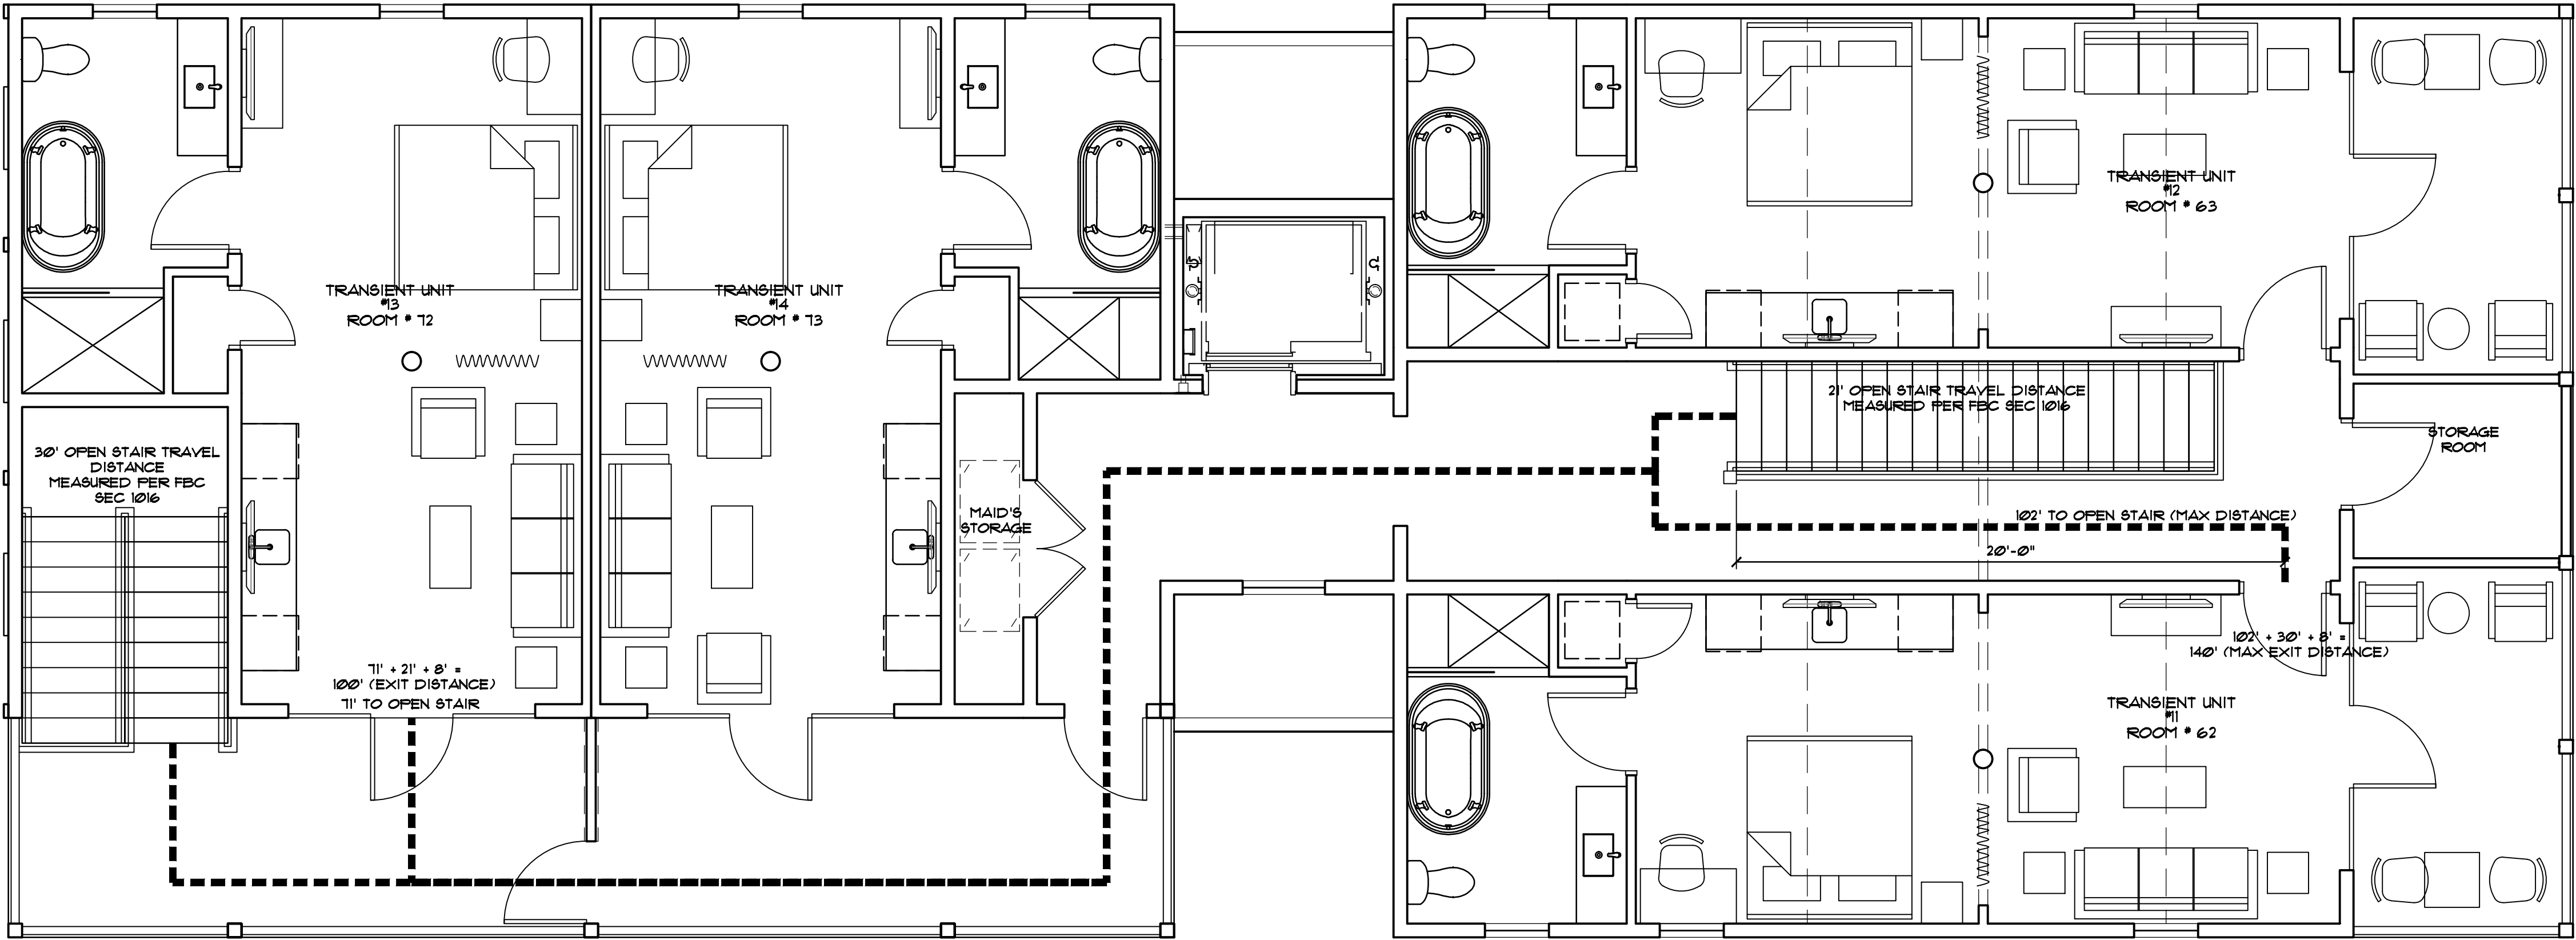 TRANSIENT UNIT
#13
ROOM # 72
TRANSIENT UNIT
#14
ROOM # 73
TRANSIENT UNIT
#12
ROOM # 63
30' OPEN STAIR TRAVEL
DISTANCE
MEASURED PER FBC
SEC 1016
21' OPEN STAIR TRAVEL DISTANCE
MEASURED PER FBC SEC 1016
STORAGE
ROOM
MAID'S
STORAGE
102' TO OPEN STAIR (MAX DISTANCE)
20'-0"
102' + 30' + 8' =
140' (MAX EXIT DISTANCE)
71' + 21' + 8' =
100' (EXIT DISTANCE)
71' TO OPEN STAIR
TRANSIENT UNIT
#11
ROOM # 62